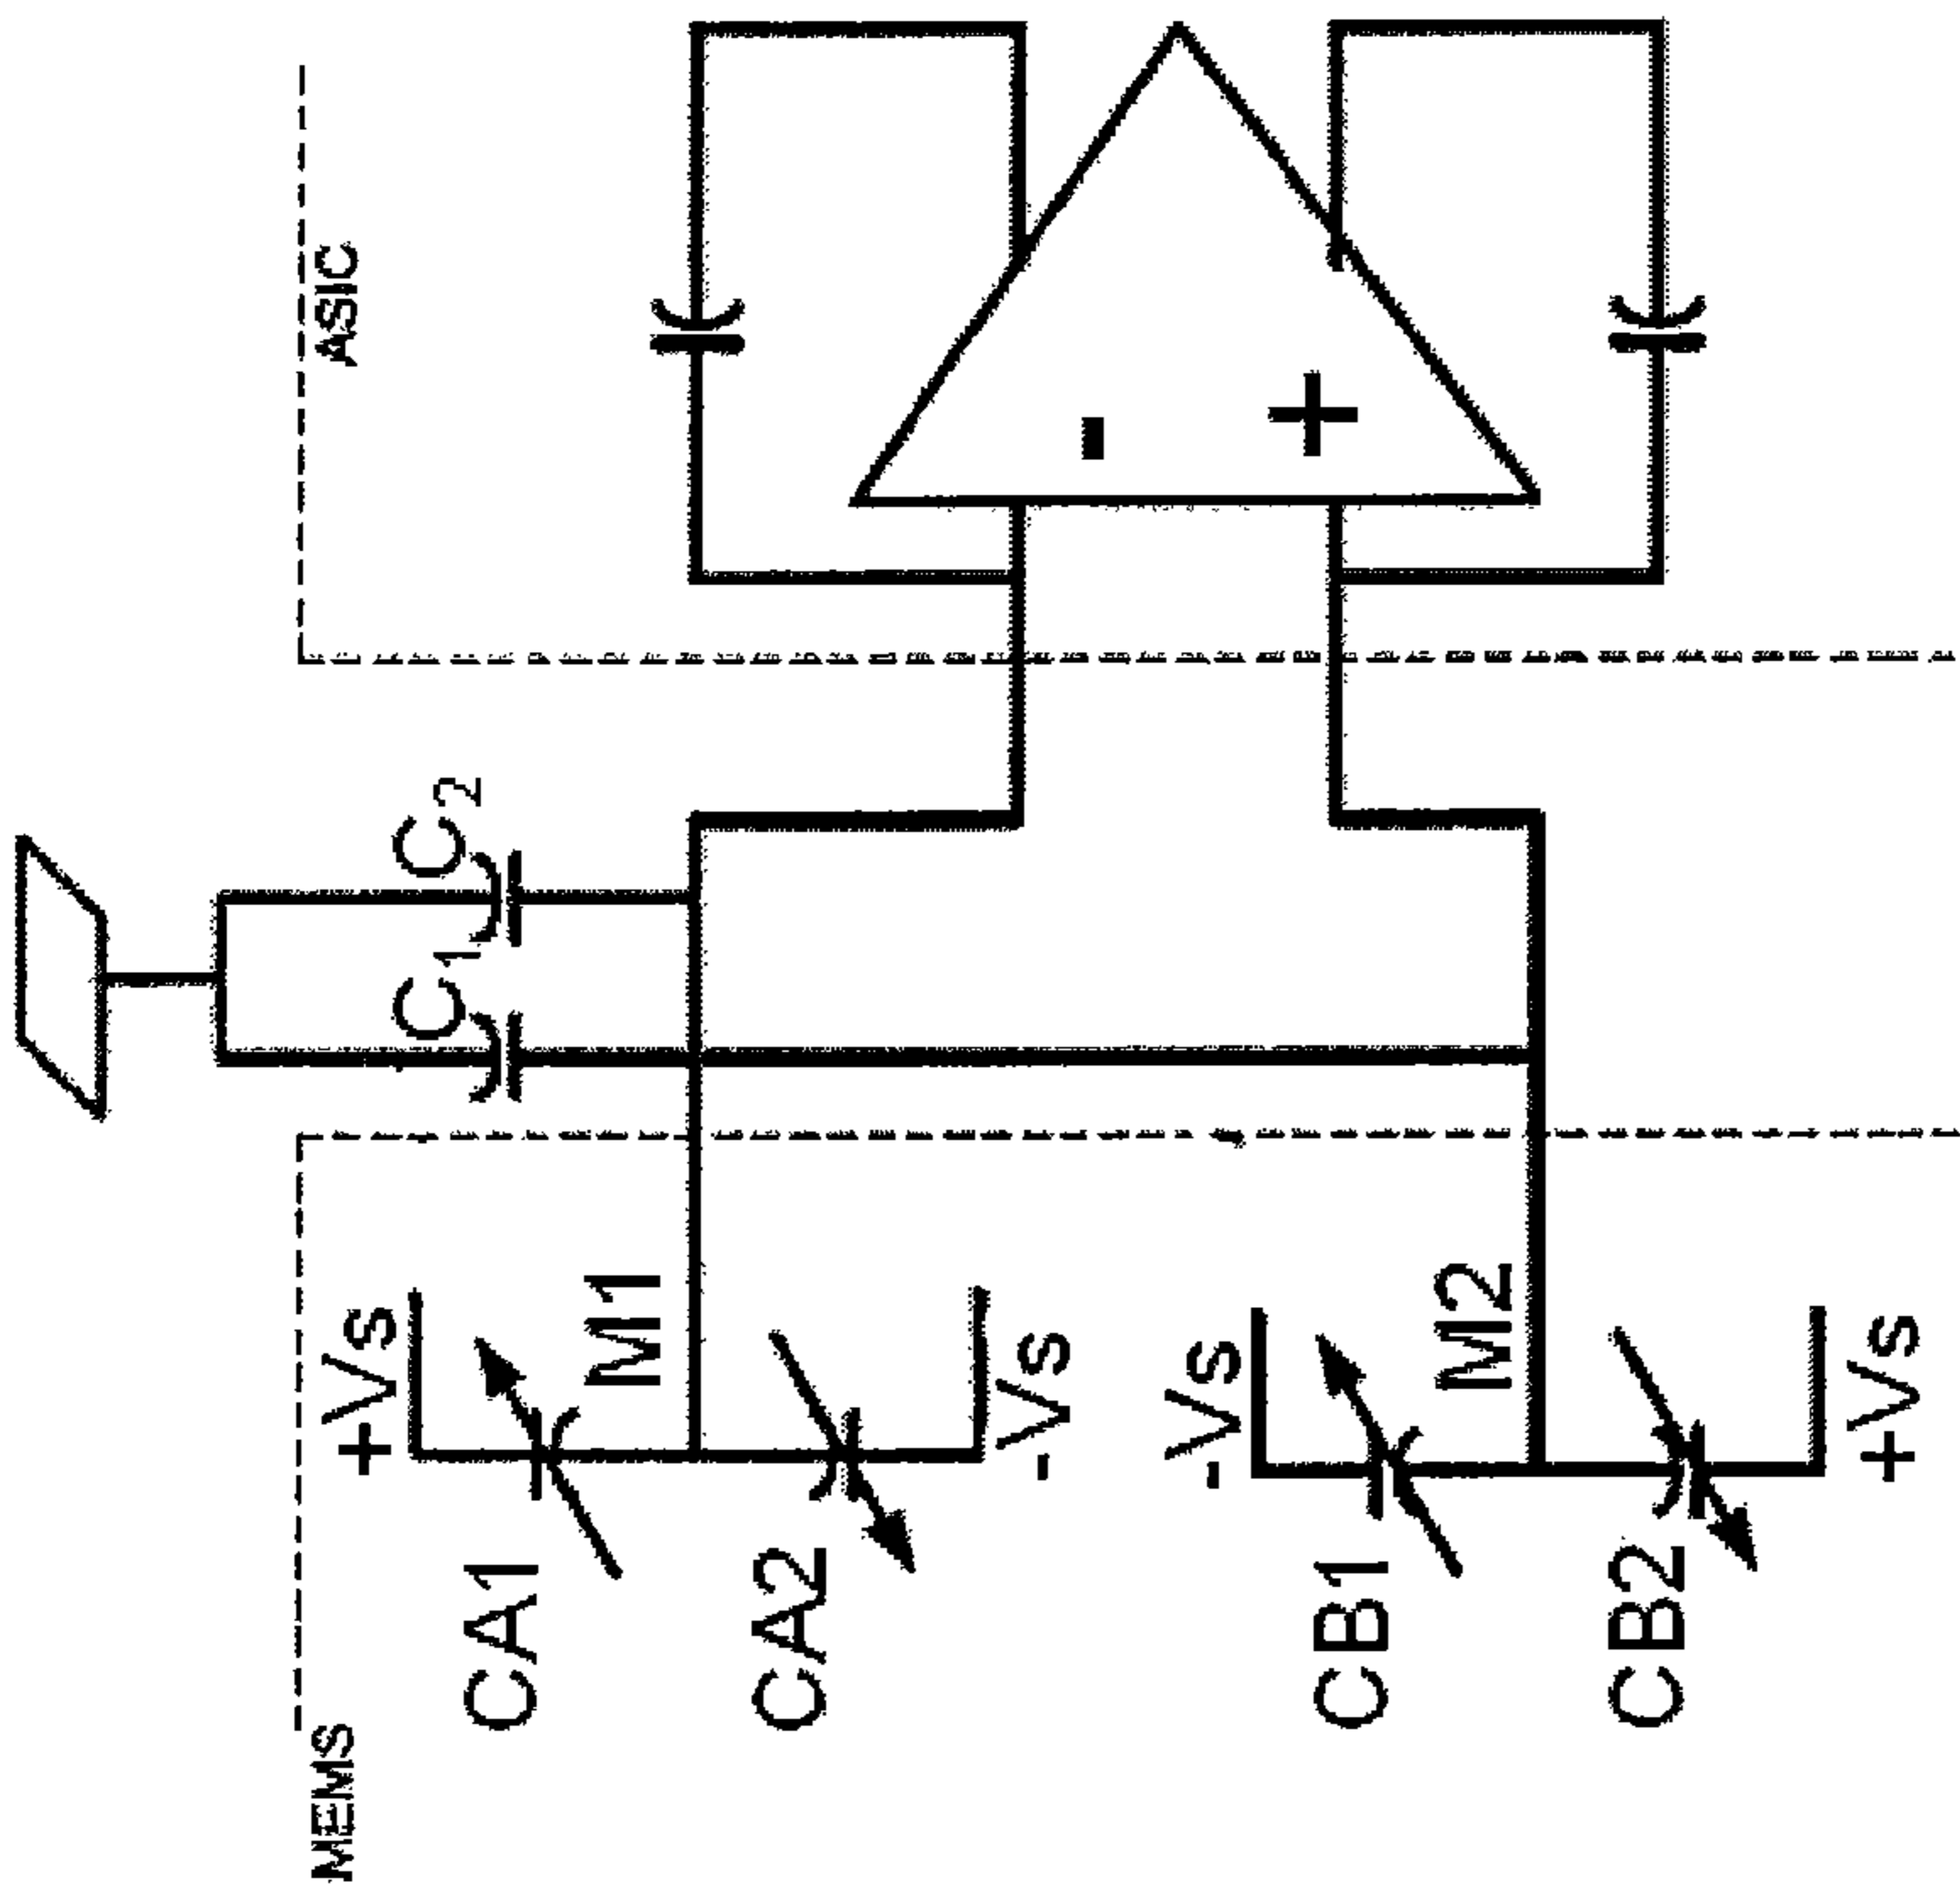 MEMS
ASIC
C₁
C₂
+Vs
CA1
M1
CA2
-Vs
-Vs
CB1
M2
CB2
+Vs
-
+